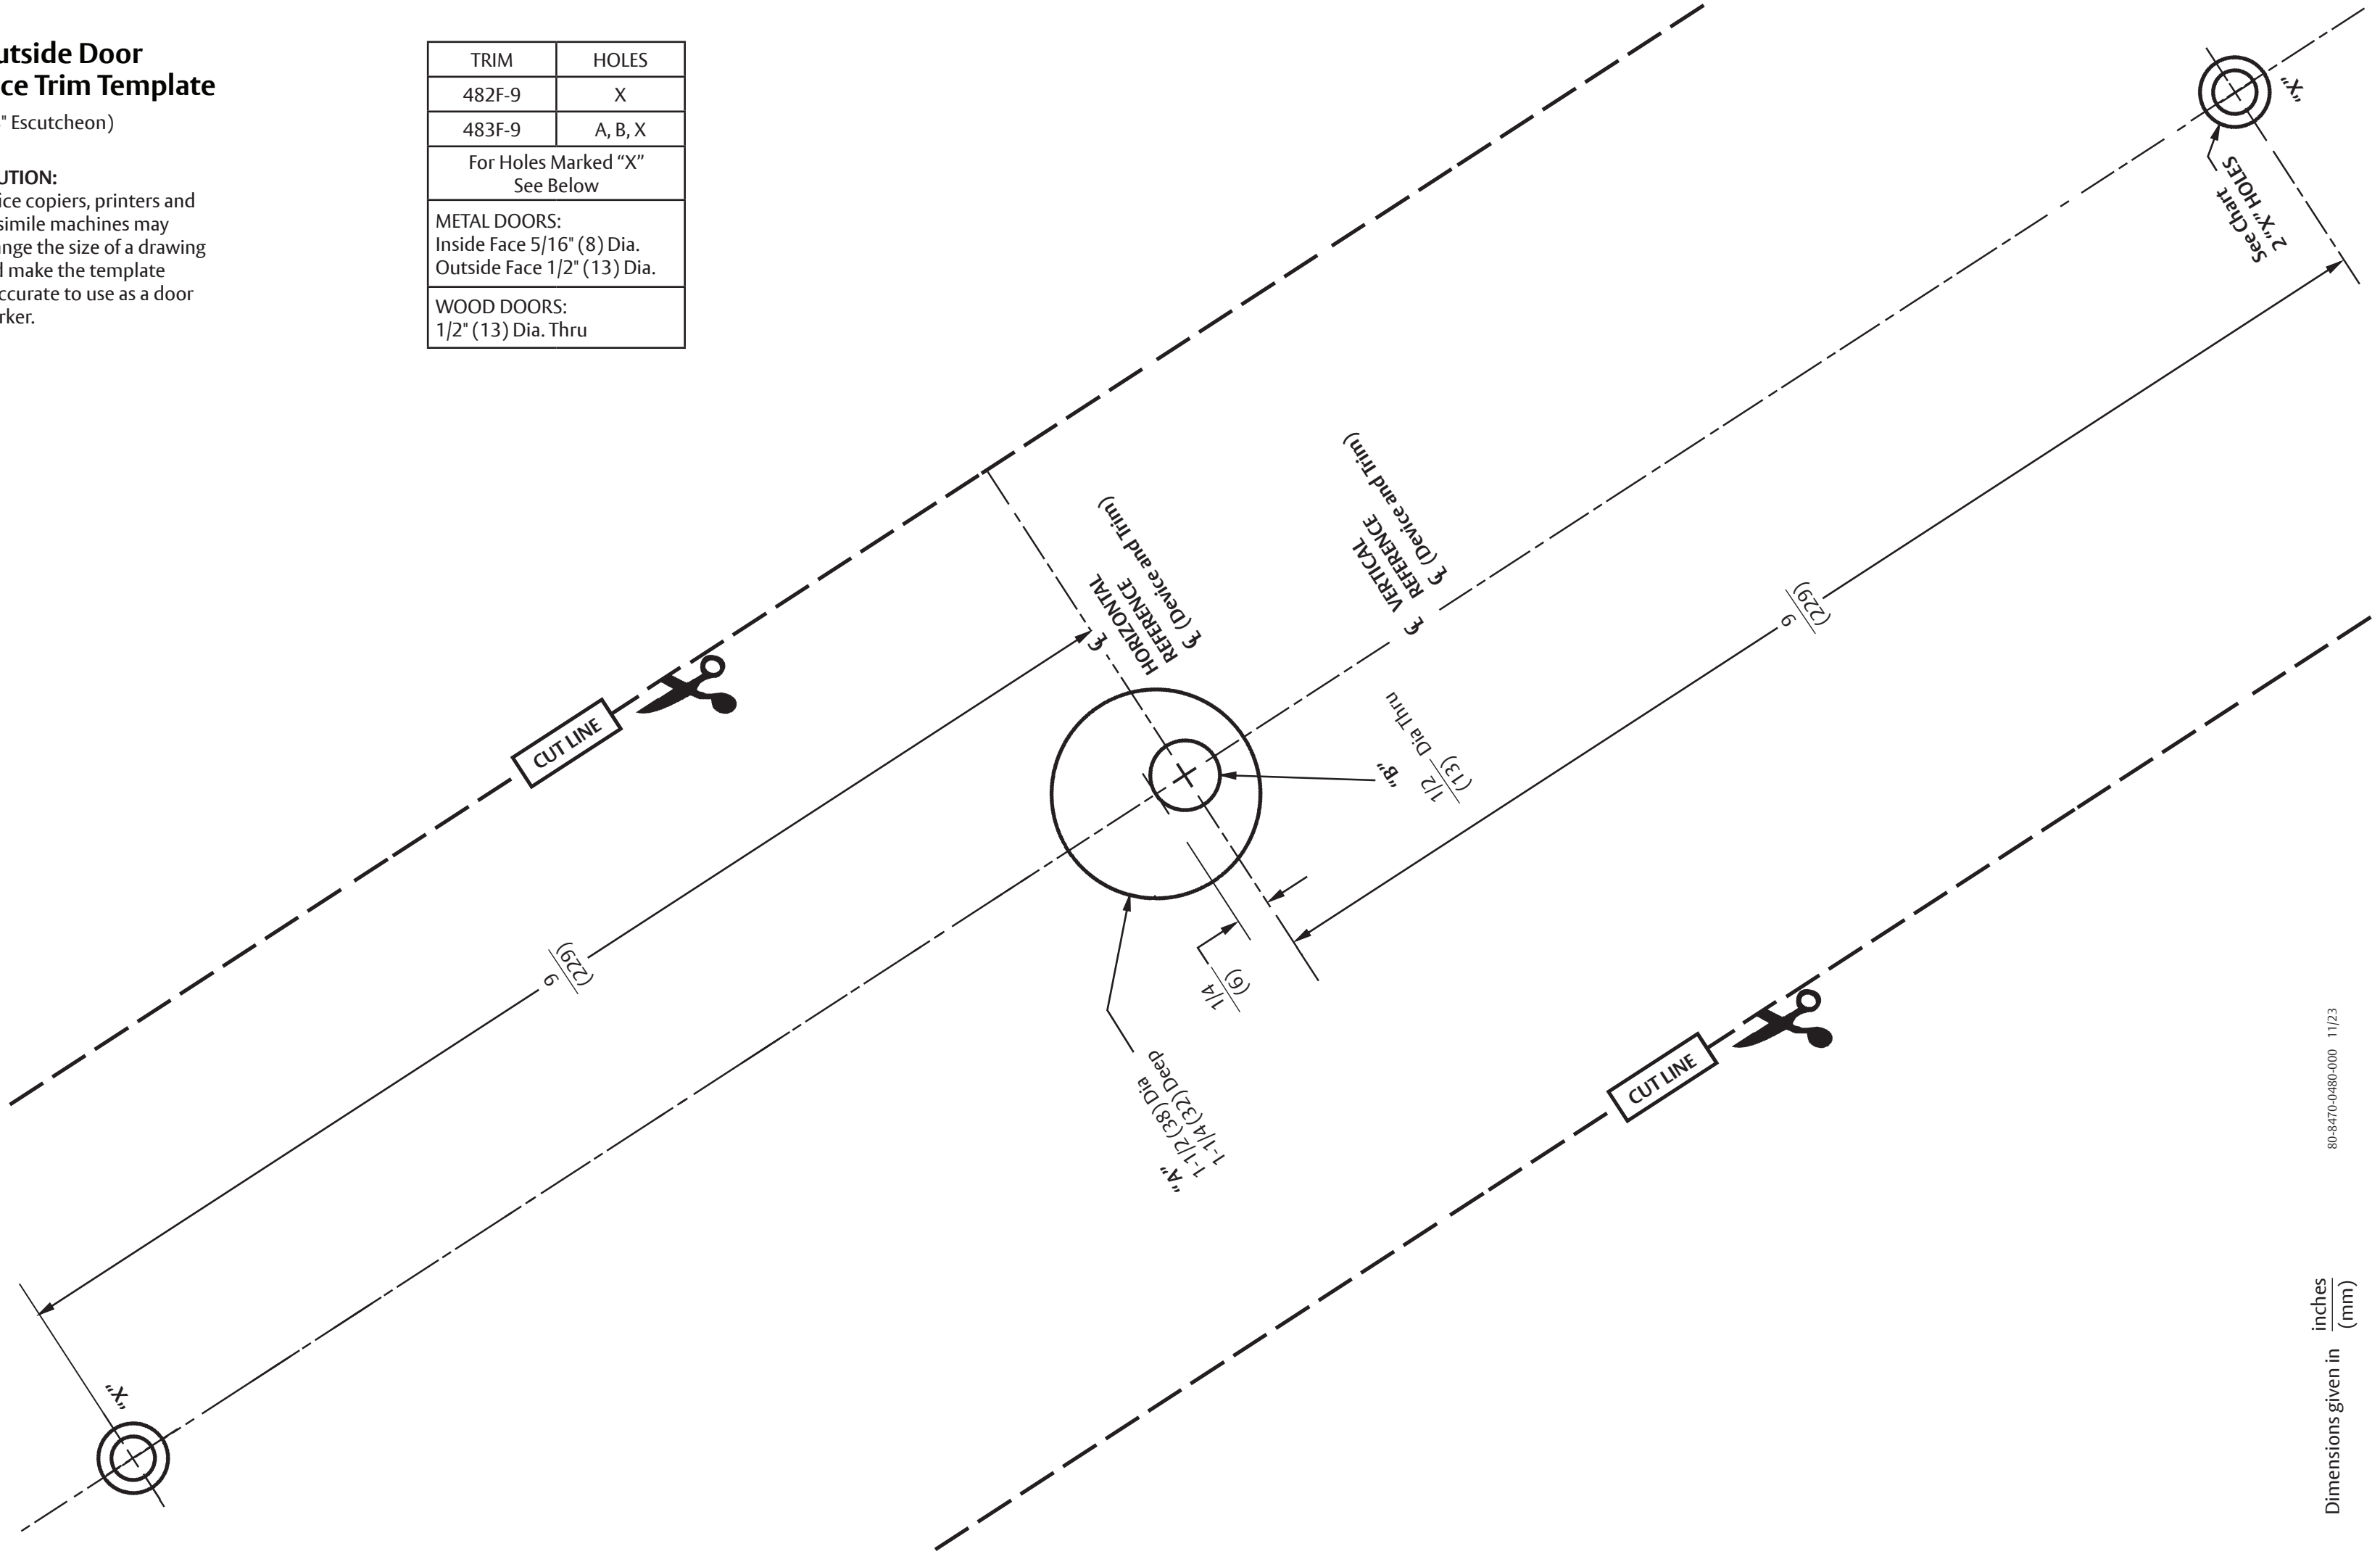 utside Door
ce Trim Template
" Escutcheon)
UTION:
ice copiers, printers and
simile machines may
ange the size of a drawing
d make the template
ccurate to use as a door
rker.
TRIM HOLES
482F-9 X
483F-9 A, B, X
For Holes Marked “X”
See Below
METAL DOORS:
Inside Face 5/16" (8) Dia.
Outside Face 1/2" (13) Dia.
WOOD DOORS:
1/2" (13) Dia. Thru
“X”
2 “X” HOLES
See Chart
℄ HORIZONTAL
REFERENCE
℄ (Device and Trim)
℄ VERTICAL
REFERENCE
℄ (Device and Trim)
9
(229)
CUT LINE
“B”
1/2
(13)
Dia Thru
9
(229)
1/4
(6)
“A”
1-1/2 (38) Dia
1-1/4 (32) Deep
CUT LINE
“X”
80-8470-0480-000 11/23
Dimensions given in inches
(mm)